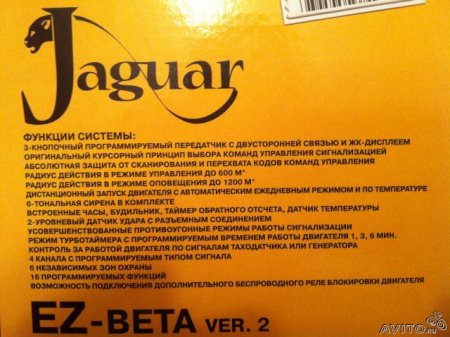 Jaguar
ФУНКЦИИ СИСТЕМЫ:
3-КНОПОЧНЫЙ ПРОГРАММИРУЕМЫЙ ПЕРЕДАТЧИК С ДВУСТОРОННЕЙ СВЯЗЬЮ И ЖК-ДИСПЛЕЕМ
ОРИГИНАЛЬНЫЙ КУРСОРНЫЙ ПРИНЦИП ВЫБОРА КОМАНД УПРАВЛЕНИЯ СИГНАЛИЗАЦИЕЙ
АБСОЛЮТНАЯ ЗАЩИТА ОТ СКАНИРОВАНИЯ И ПЕРЕХВАТА КОДОВ КОМАНД УПРАВЛЕНИЯ
РАДИУС ДЕЙСТВИЯ В РЕЖИМЕ УПРАВЛЕНИЯ ДО 600 М*
РАДИУС ДЕЙСТВИЯ В РЕЖИМЕ ОПОВЕЩЕНИЯ ДО 1200 М*
ДИСТАНЦИОННЫЙ ЗАПУСК ДВИГАТЕЛЯ С АВТОМАТИЧЕСКИМ ЕЖЕДНЕВНЫМ РЕЖИМОМ И ПО ТЕМПЕРАТУРЕ
6-ТОНАЛЬНАЯ СИРЕНА В КОМПЛЕКТЕ
ВСТРОЕННЫЕ ЧАСЫ, БУДИЛЬНИК, ТАЙМЕР ОБРАТНОГО ОТСЧЕТА, ДАТЧИК ТЕМПЕРАТУРЫ
2-УРОВНЕВЫЙ ДАТЧИК УДАРА С РАЗЪЕМНЫМ СОЕДИНЕНИЕМ
УСОВЕРШЕНСТВОВАННЫЕ ПРОТИВОУГОННЫЕ РЕЖИМЫ РАБОТЫ СИГНАЛИЗАЦИИ
РЕЖИМ ТУРБОТАЙМЕРА С ПРОГРАММИРУЕМЫМ ВРЕМЕНЕМ РАБОТЫ ДВИГАТЕЛЯ 1, 3, 6 МИН.
КОНТРОЛЬ ЗА РАБОТОЙ ДВИГАТЕЛЯ ПО СИГНАЛАМ ТАХОДАТЧИКА ИЛИ ГЕНЕРАТОРА
4 КАНАЛА С ПРОГРАММИРУЕМЫМ ТИПОМ СИГНАЛА
6 НЕЗАВИСИМЫХ ЗОН ОХРАНЫ
16 ПРОГРАММИРУЕМЫХ ФУНКЦИЙ
ВОЗМОЖНОСТЬ ПОДКЛЮЧЕНИЯ ДОПОЛНИТЕЛЬНОГО БЕСПРОВОДНОГО РЕЛЕ БЛОКИРОВКИ ДВИГАТЕЛЯ
EZ-BETA VER. 2
AVITO.ru